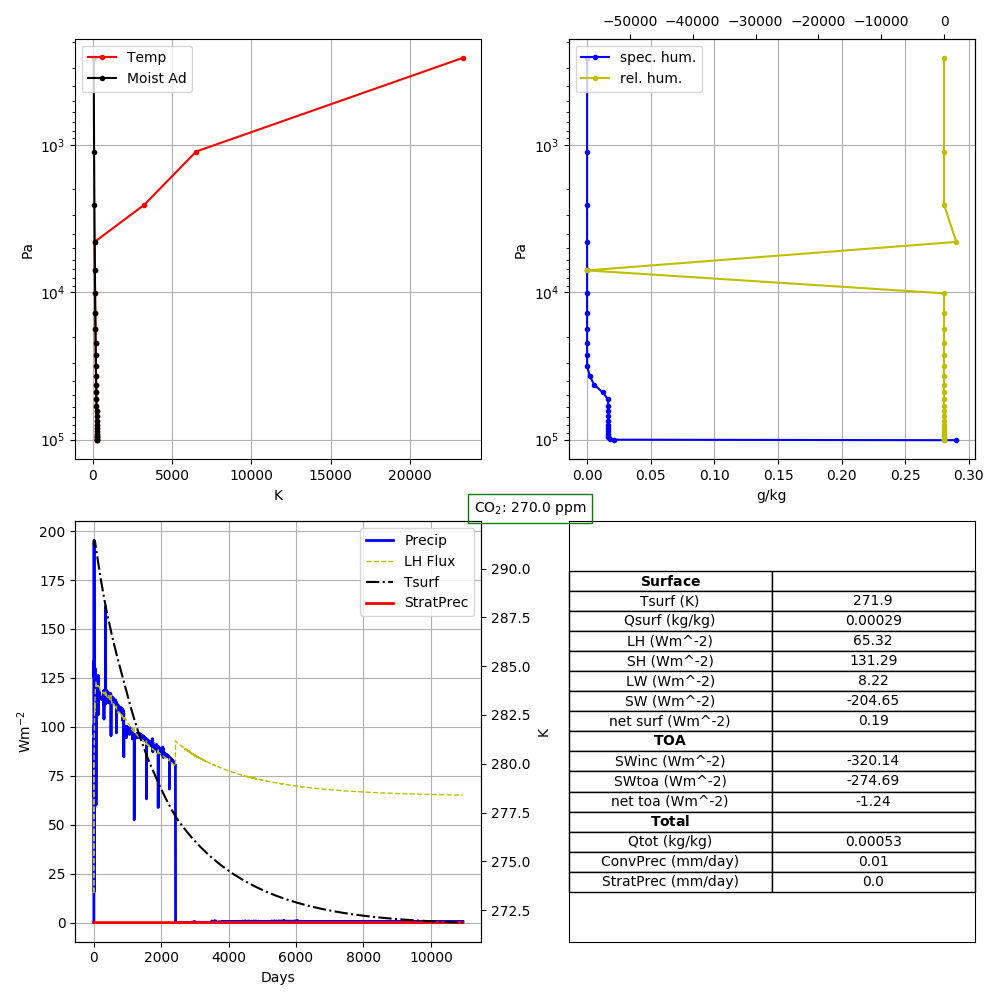 −50000 −40000 −30000 −20000 −10000 0
Temp
Moist Ad
10^3
10^4
10^5
Pa
0 5000 10000 15000 20000
K
spec. hum.
rel. hum.
10^3
10^4
10^5
Pa
0.00 0.05 0.10 0.15 0.20 0.25 0.30
g/kg
CO₂: 270.0 ppm
Precip
LH Flux
Tsurf
StratPrec
200
175
150
125
100
75
50
25
0
Wm⁻²
290.0
287.5
285.0
282.5
280.0
277.5
275.0
272.5
K
0 2000 4000 6000 8000 10000
Days
Surface
Tsurf (K) 271.9
Qsurf (kg/kg) 0.00029
LH (Wm^-2) 65.32
SH (Wm^-2) 131.29
LW (Wm^-2) 8.22
SW (Wm^-2) -204.65
net surf (Wm^-2) 0.19
TOA
SWinc (Wm^-2) -320.14
SWtoa (Wm^-2) -274.69
net toa (Wm^-2) -1.24
Total
Qtot (kg/kg) 0.00053
ConvPrec (mm/day) 0.01
StratPrec (mm/day) 0.0